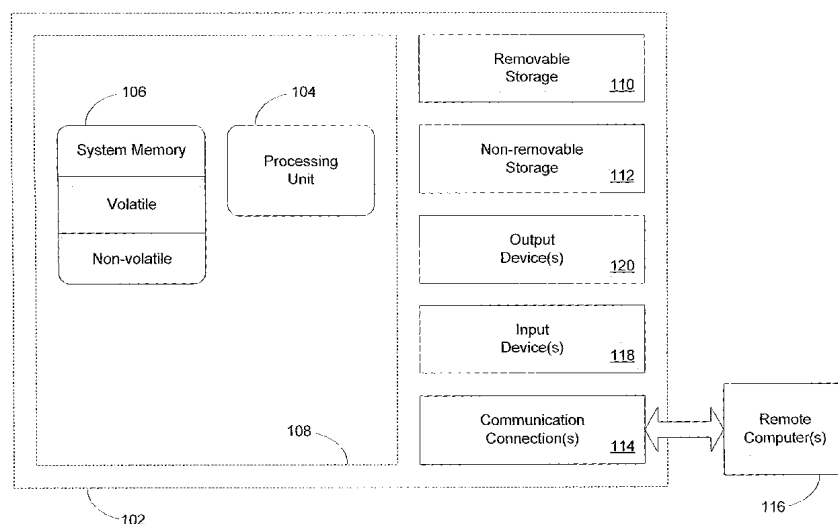 106
System Memory
Volatile
Non-volatile
104
Processing
Unit
Removable
Storage
110
Non-removable
Storage
112
Output
Device(s)
120
Input
Device(s)
118
Communication
Connection(s)
114
Remote
Computer(s)
108
102
116